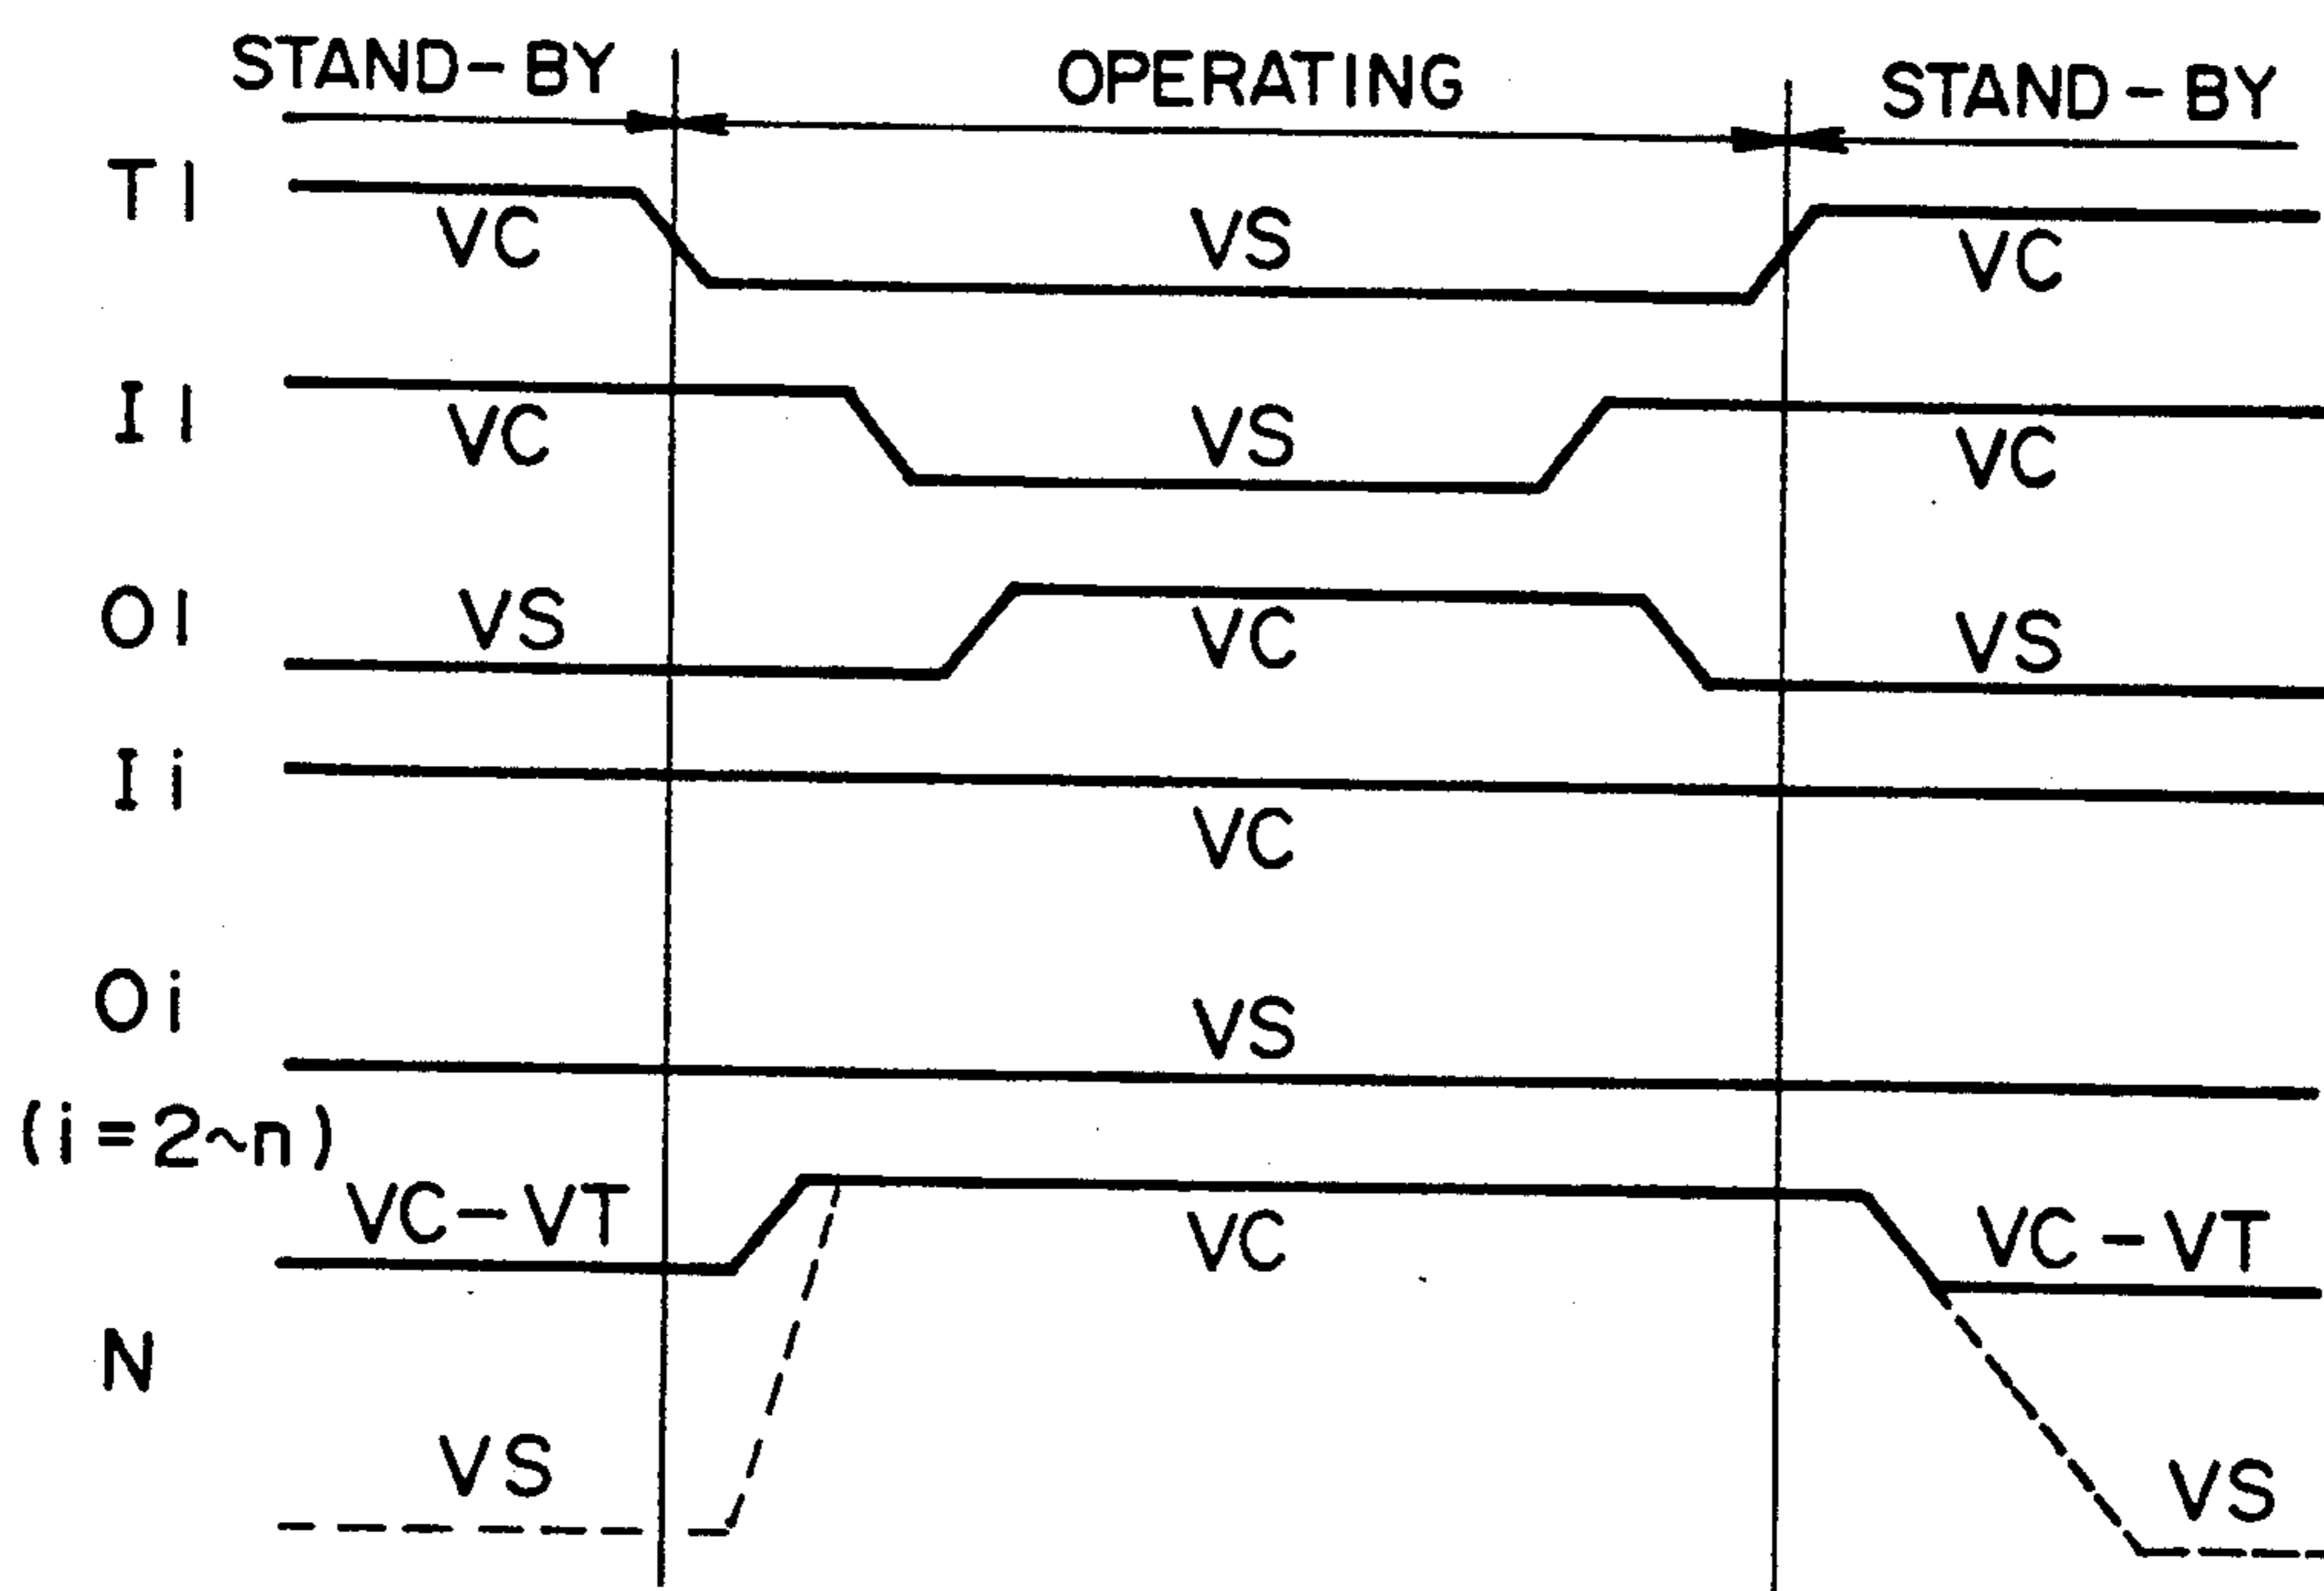 STAND-BY OPERATING STAND-BY
T1
VC VS VC
I1
VC VS VC
O1 VS VC VS
Ii
VC
Oi VS
(i=2~n)
VC-VT VC VC-VT
N
VS VS